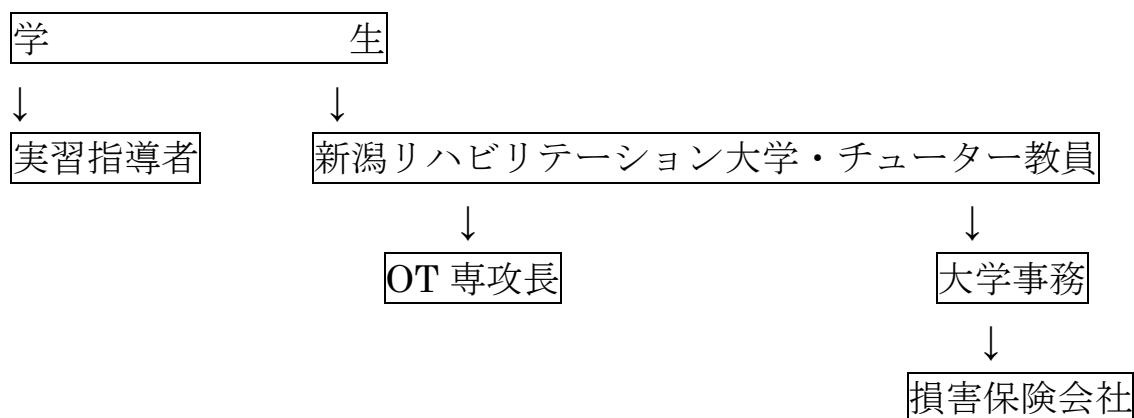 学 生
↓ ↓
実習指導者 新潟リハビリテーション大学・チューター教員
↓ ↓
OT 専攻長 大学事務
↓
損害保険会社